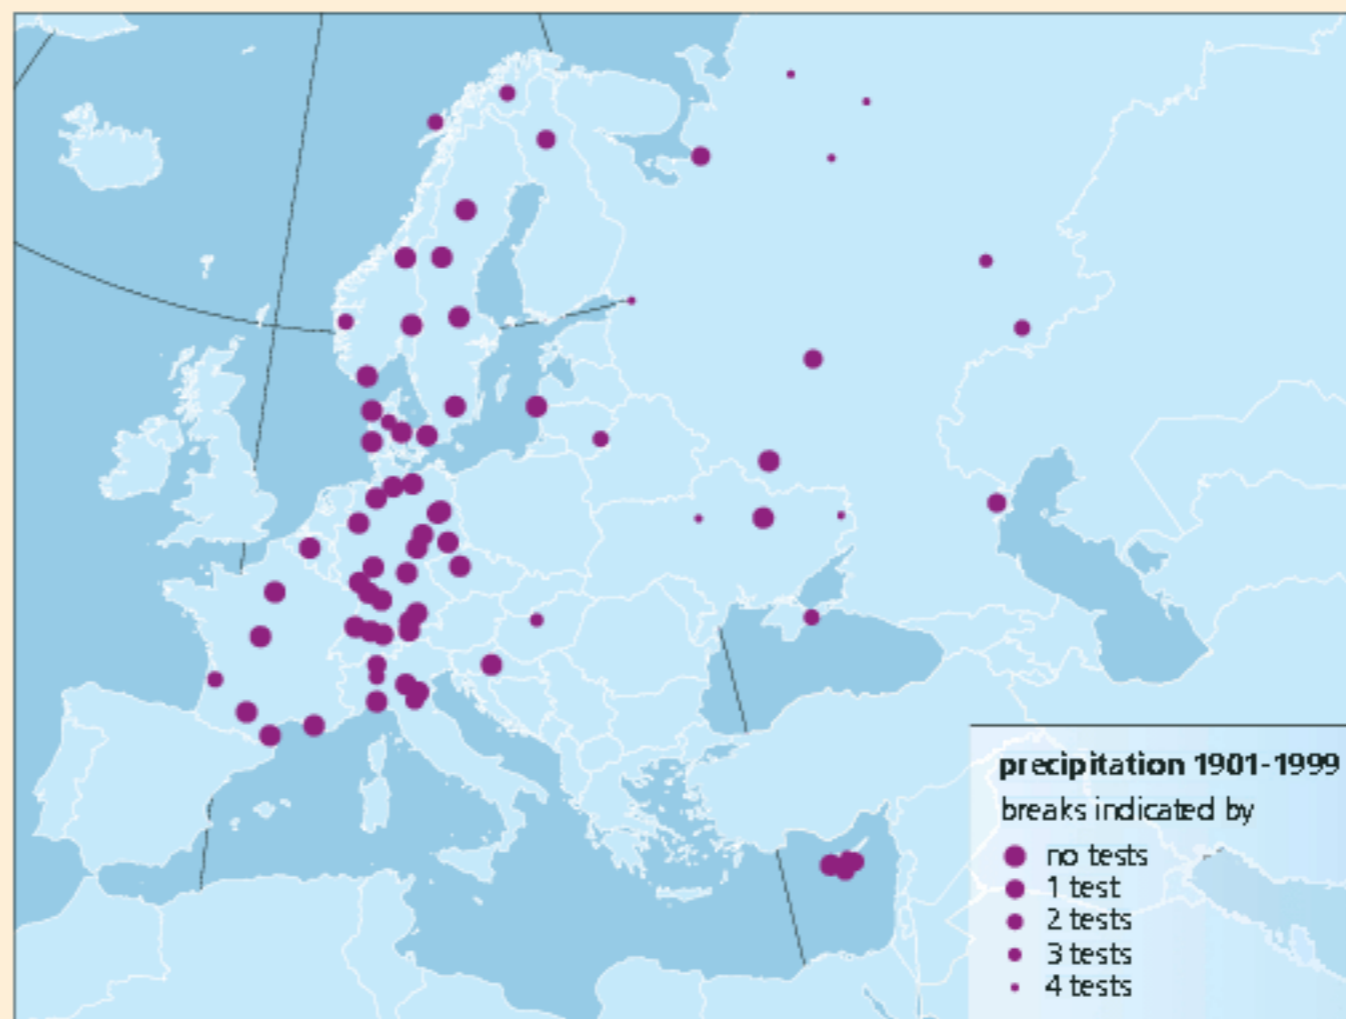 precipitation 1901-1999
breaks indicated by
no tests
1 test
2 tests
3 tests
4 tests